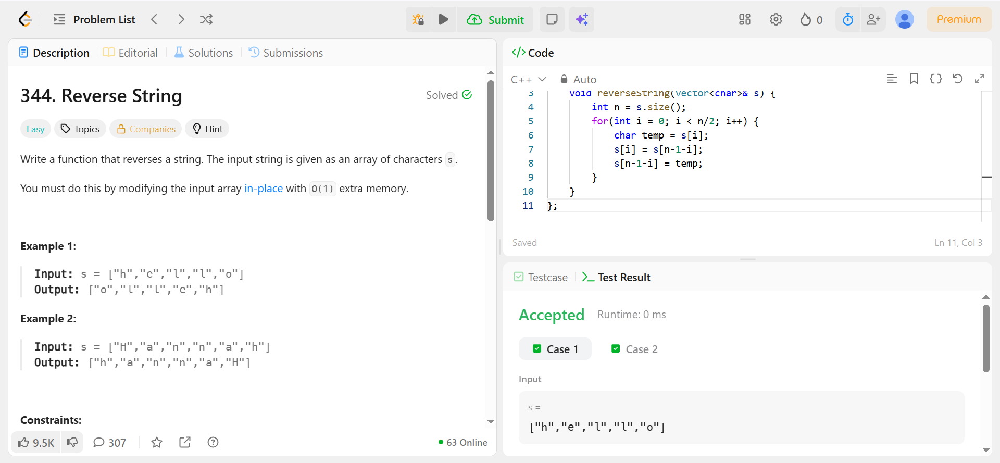 Problem List
Submit
0
Premium
Description
Editorial
Solutions
Submissions
344. Reverse String
Solved
Easy
Topics
Companies
Hint
Write a function that reverses a string. The input string is given as an array of characters s.
You must do this by modifying the input array in-place with O(1) extra memory.
Example 1:
Input: s = ["h","e","l","l","o"]
Output: ["o","l","l","e","h"]
Example 2:
Input: s = ["H","a","n","n","a","h"]
Output: ["h","a","n","n","a","H"]
Constraints:
9.5K
307
63 Online
</> Code
C++
Auto
3 void reverseString(vector<char>& s) {
4 int n = s.size();
5 for(int i = 0; i < n/2; i++) {
6 char temp = s[i];
7 s[i] = s[n-1-i];
8 s[n-1-i] = temp;
9 }
10 }
11 };
Saved
Ln 11, Col 3
Testcase
Test Result
Accepted
Runtime: 0 ms
Case 1
Case 2
Input
s =
["h","e","l","l","o"]